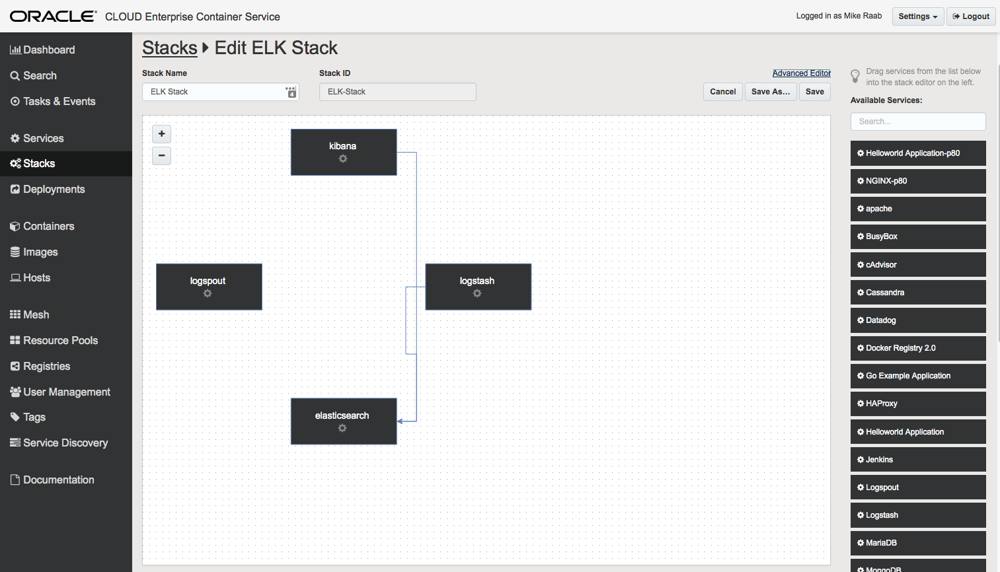 ORACLE® CLOUD Enterprise Container Service
Logged in as Mike Raab
Settings
Logout
Dashboard
Search
Tasks & Events
Services
Stacks
Deployments
Containers
Images
Hosts
Mesh
Resource Pools
Registries
User Management
Tags
Service Discovery
Documentation
Stacks Edit ELK Stack
Stack Name
ELK Stack
4
Stack ID
ELK-Stack
Advanced Editor
Cancel
Save As...
Save
+
−
kibana
logspout
logstash
elasticsearch
Drag services from the list below
into the stack editor on the left.
Available Services:
Search...
Helloworld Application-p80
NGINX-p80
apache
BusyBox
cAdvisor
Cassandra
Datadog
Docker Registry 2.0
Go Example Application
HAProxy
Helloworld Application
Jenkins
Logspout
Logstash
MariaDB
MongoDB